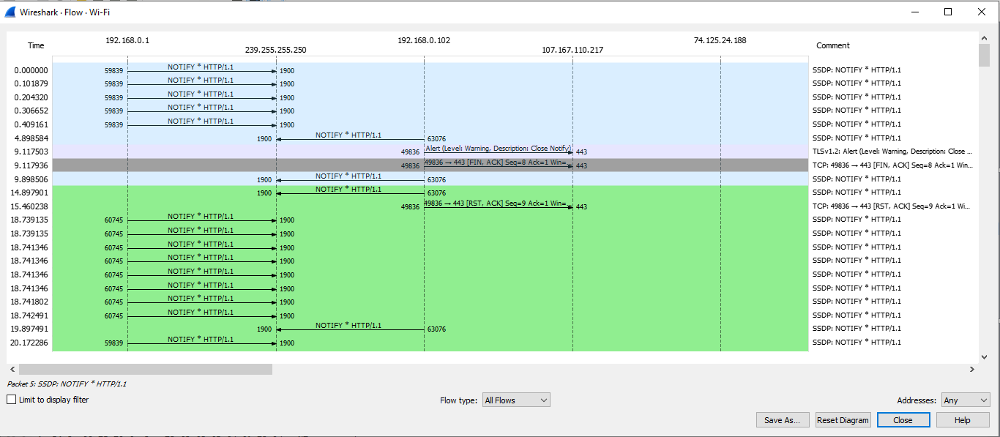 Wireshark · Flow · Wi-Fi
Time 192.168.0.1 239.255.255.250 192.168.0.102 107.167.110.217 74.125.24.188 Comment
0.000000 59839 NOTIFY * HTTP/1.1 1900 SSDP: NOTIFY * HTTP/1.1
0.101879 59839 NOTIFY * HTTP/1.1 1900 SSDP: NOTIFY * HTTP/1.1
0.204320 59839 NOTIFY * HTTP/1.1 1900 SSDP: NOTIFY * HTTP/1.1
0.306652 59839 NOTIFY * HTTP/1.1 1900 SSDP: NOTIFY * HTTP/1.1
0.409161 59839 NOTIFY * HTTP/1.1 1900 SSDP: NOTIFY * HTTP/1.1
4.898584 1900 NOTIFY * HTTP/1.1 63076 SSDP: NOTIFY * HTTP/1.1
9.117503 49836 Alert (Level: Warning, Description: Close Notify) 443 TLSv1.2: Alert (Level: Warning, Description: Close ...
9.117936 49836 49836 → 443 [FIN, ACK] Seq=8 Ack=1 Win=... 443 TCP: 49836 → 443 [FIN, ACK] Seq=8 Ack=1 Win...
9.898506 1900 NOTIFY * HTTP/1.1 63076 SSDP: NOTIFY * HTTP/1.1
14.897901 1900 NOTIFY * HTTP/1.1 63076 SSDP: NOTIFY * HTTP/1.1
15.460238 49836 49836 → 443 [RST, ACK] Seq=9 Ack=1 Win=... 443 TCP: 49836 → 443 [RST, ACK] Seq=9 Ack=1 Wi...
18.739135 60745 NOTIFY * HTTP/1.1 1900 SSDP: NOTIFY * HTTP/1.1
18.739135 60745 NOTIFY * HTTP/1.1 1900 SSDP: NOTIFY * HTTP/1.1
18.741346 60745 NOTIFY * HTTP/1.1 1900 SSDP: NOTIFY * HTTP/1.1
18.741346 60745 NOTIFY * HTTP/1.1 1900 SSDP: NOTIFY * HTTP/1.1
18.741346 60745 NOTIFY * HTTP/1.1 1900 SSDP: NOTIFY * HTTP/1.1
18.741346 60745 NOTIFY * HTTP/1.1 1900 SSDP: NOTIFY * HTTP/1.1
18.741802 60745 NOTIFY * HTTP/1.1 1900 SSDP: NOTIFY * HTTP/1.1
18.742491 60745 NOTIFY * HTTP/1.1 1900 SSDP: NOTIFY * HTTP/1.1
19.897491 1900 NOTIFY * HTTP/1.1 63076 SSDP: NOTIFY * HTTP/1.1
20.172286 59839 NOTIFY * HTTP/1.1 1900 SSDP: NOTIFY * HTTP/1.1
Packet 5: SSDP: NOTIFY * HTTP/1.1
Limit to display filter Flow type: All Flows Addresses: Any
Save As... Reset Diagram Close Help